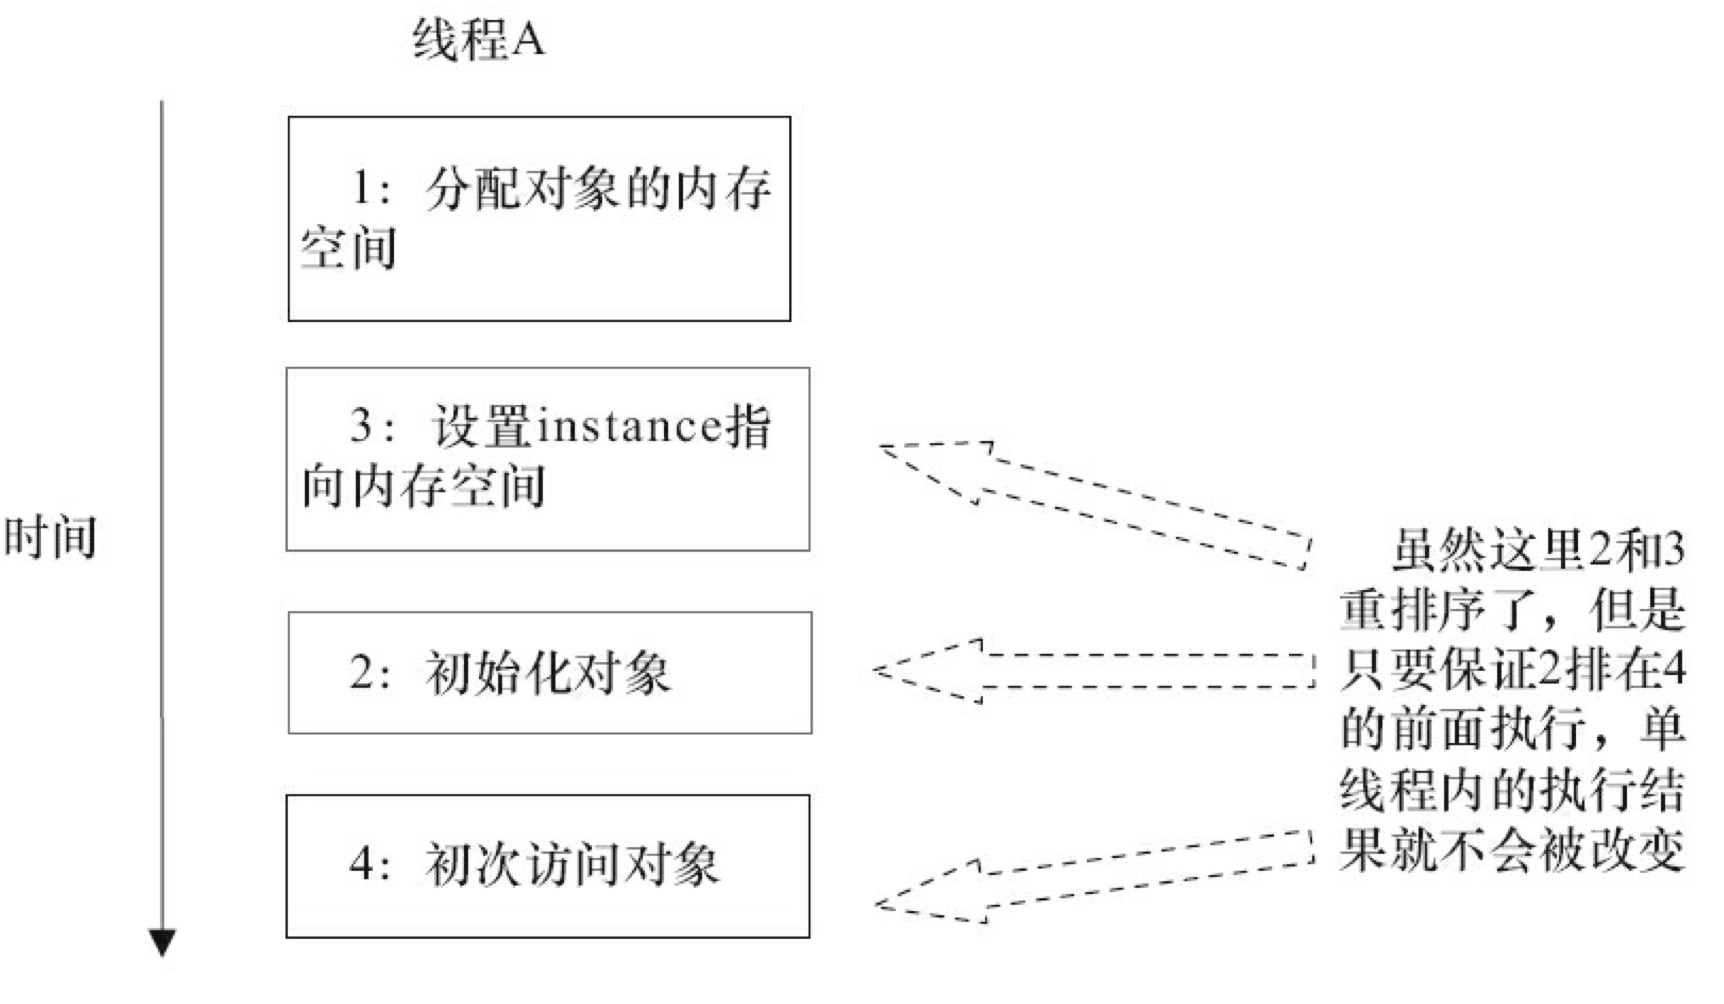 线程A
1：分配对象的内存
空间
3：设置instance指
向内存空间
时间
2：初始化对象
4：初次访问对象
虽然这里2和3
重排序了，但是
只要保证2排在4
的前面执行，单
线程内的执行结
果就不会被改变